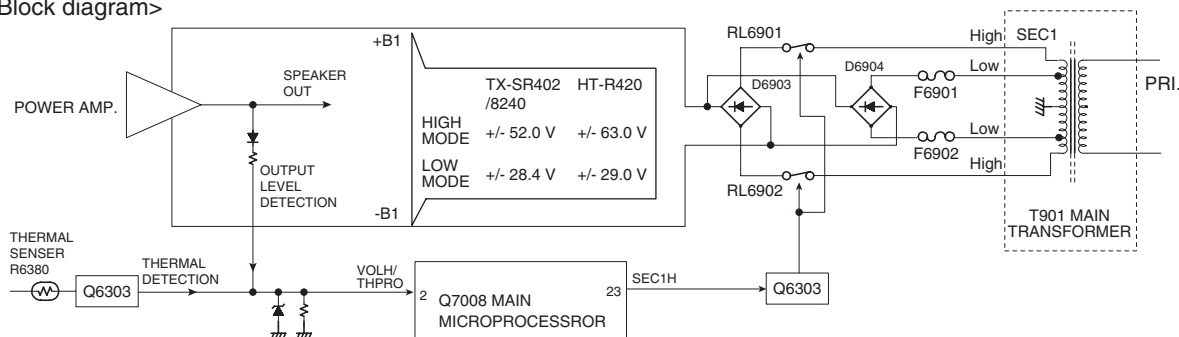 Block diagram>
POWER AMP.
SPEAKER
OUT
OUTPUT
LEVEL
DETECTION
+B1
-B1
TX-SR402 HT-R420
/8240
HIGH
MODE +/- 52.0 V +/- 63.0 V
LOW
MODE +/- 28.4 V +/- 29.0 V
RL6901
D6903
RL6902
D6904
High
Low
F6901
Low
F6902
High
SEC1
PRI.
T901 MAIN
TRANSFORMER
THERMAL
SENSER
R6380
Q6303
THERMAL
DETECTION
VOLH/
THPRO
2
Q7008 MAIN
MICROPROCESSROR
23
SEC1H
Q6303